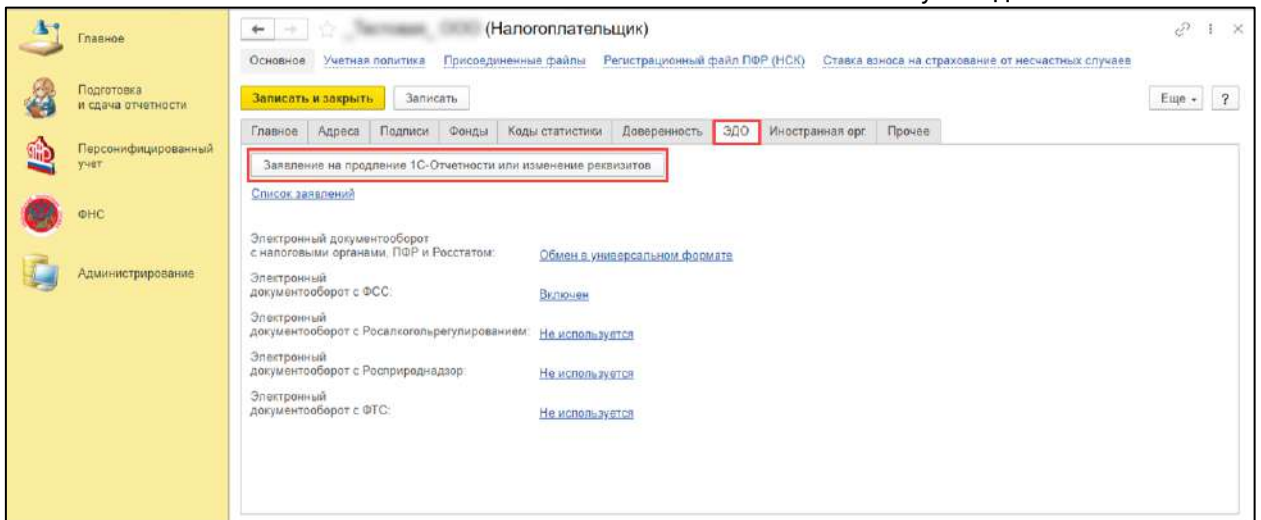 Главное
Подготовка
и сдача отчетности
Персонифицированный
учет
ФНС
Администрирование
(Налогоплательщик)
Основное Учетная политика Присоединенные файлы Регистрационный файл ПФР (НСК) Ставка взноса на страхование от несчастных случаев
Записать и закрыть Записать Еще ?
Главное Адреса Подписи Фонды Коды статистики Доверенность ЭДО Иностранная орг. Прочее
Заявление на продление 1С-Отчетности или изменение реквизитов
Список заявлений
Электронный документооборот
с налоговыми органами, ПФР и Росстатом: Обмен в универсальном формате
Электронный
документооборот с ФСС: Включен
Электронный
документооборот с Росалкогольрегулированием: Не используется
Электронный
документооборот с Росприроднадзор: Не используется
Электронный
документооборот с ФТС: Не используется